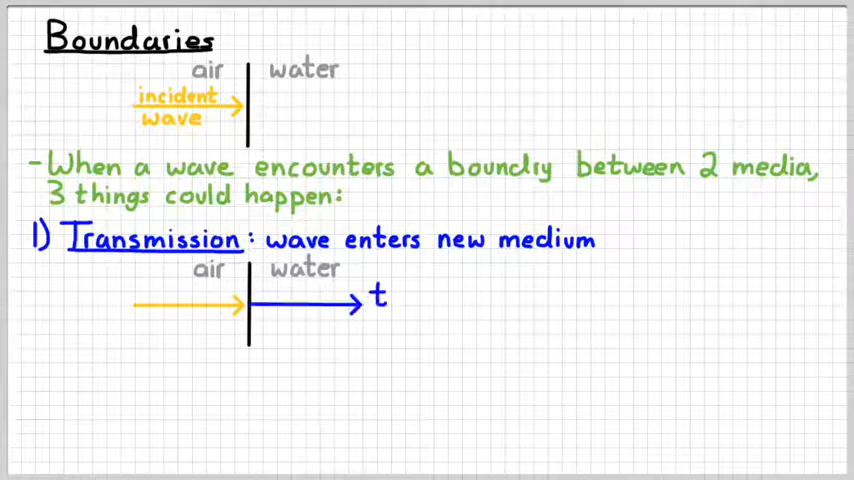 Boundaries
air water
incident
wave
-When a wave encounters a boundry between 2 media,
3 things could happen:
1) Transmission: wave enters new medium
air water
t